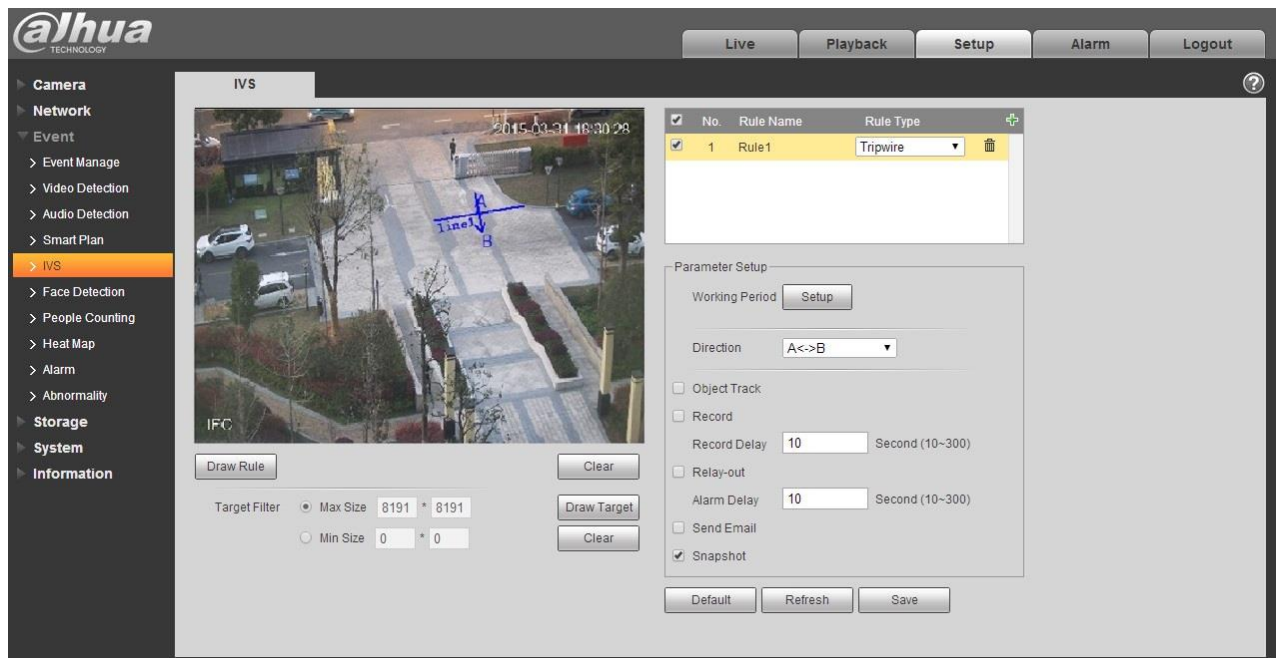 alhua
TECHNOLOGY
Live Playback Setup Alarm Logout
Camera
Network
Event
Event Manage
Video Detection
Audio Detection
Smart Plan
IVS
Face Detection
People Counting
Heat Map
Alarm
Abnormality
Storage
System
Information
IVS
?
2015-03-31 18:30:28
A
line1
B
IPC
Draw Rule Clear
Target Filter Max Size 8191 * 8191 Draw Target
Min Size 0 * 0 Clear
No. Rule Name Rule Type
1 Rule1 Tripwire
Parameter Setup
Working Period Setup
Direction A<->B
Object Track
Record
Record Delay 10 Second (10~300)
Relay-out
Alarm Delay 10 Second (10~300)
Send Email
Snapshot
Default Refresh Save